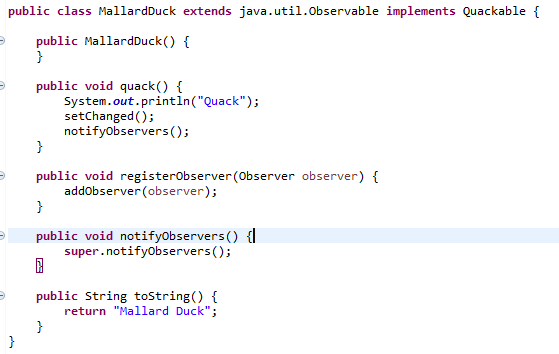 public class MallardDuck extends java.util.Observable implements Quackable {
public MallardDuck() {
}
public void quack() {
System.out.println("Quack");
setChanged();
notifyObservers();
}
public void registerObserver(Observer observer) {
addObserver(observer);
}
public void notifyObservers() {
super.notifyObservers();
}
public String toString() {
return "Mallard Duck";
}
}